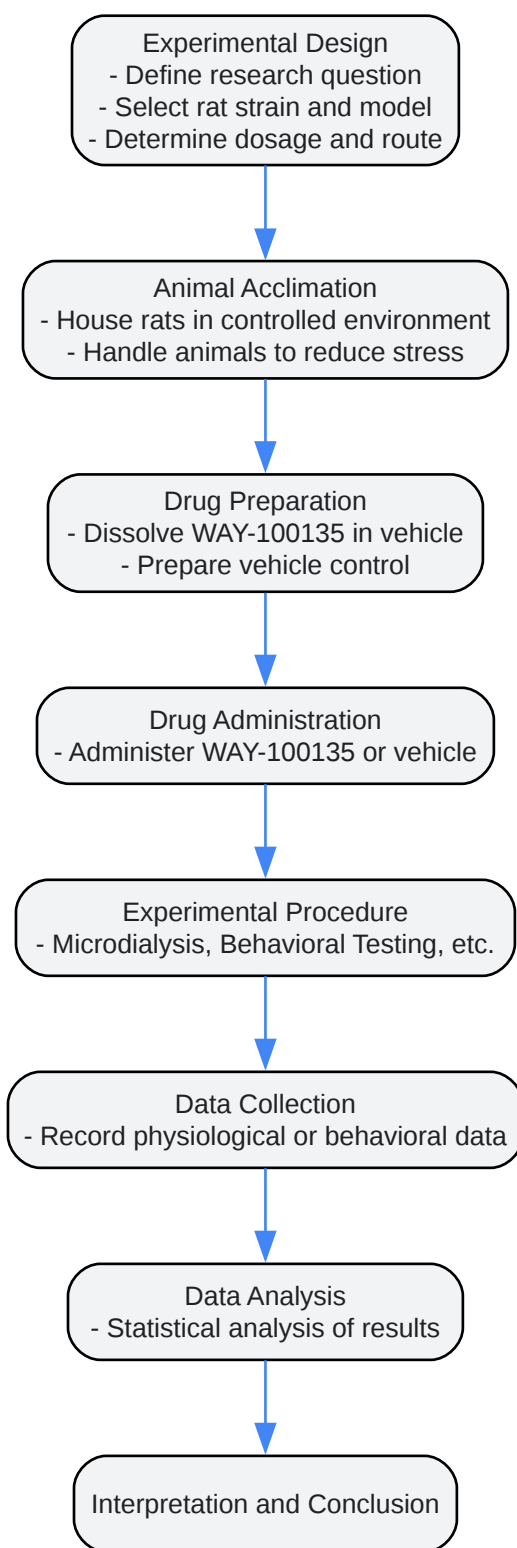 Experimental Design
- Define research question
- Select rat strain and model
- Determine dosage and route
Animal Acclimation
- House rats in controlled environment
- Handle animals to reduce stress
Drug Preparation
- Dissolve WAY-100135 in vehicle
- Prepare vehicle control
Drug Administration
- Administer WAY-100135 or vehicle
Experimental Procedure
- Microdialysis, Behavioral Testing, etc.
Data Collection
- Record physiological or behavioral data
Data Analysis
- Statistical analysis of results
Interpretation and Conclusion